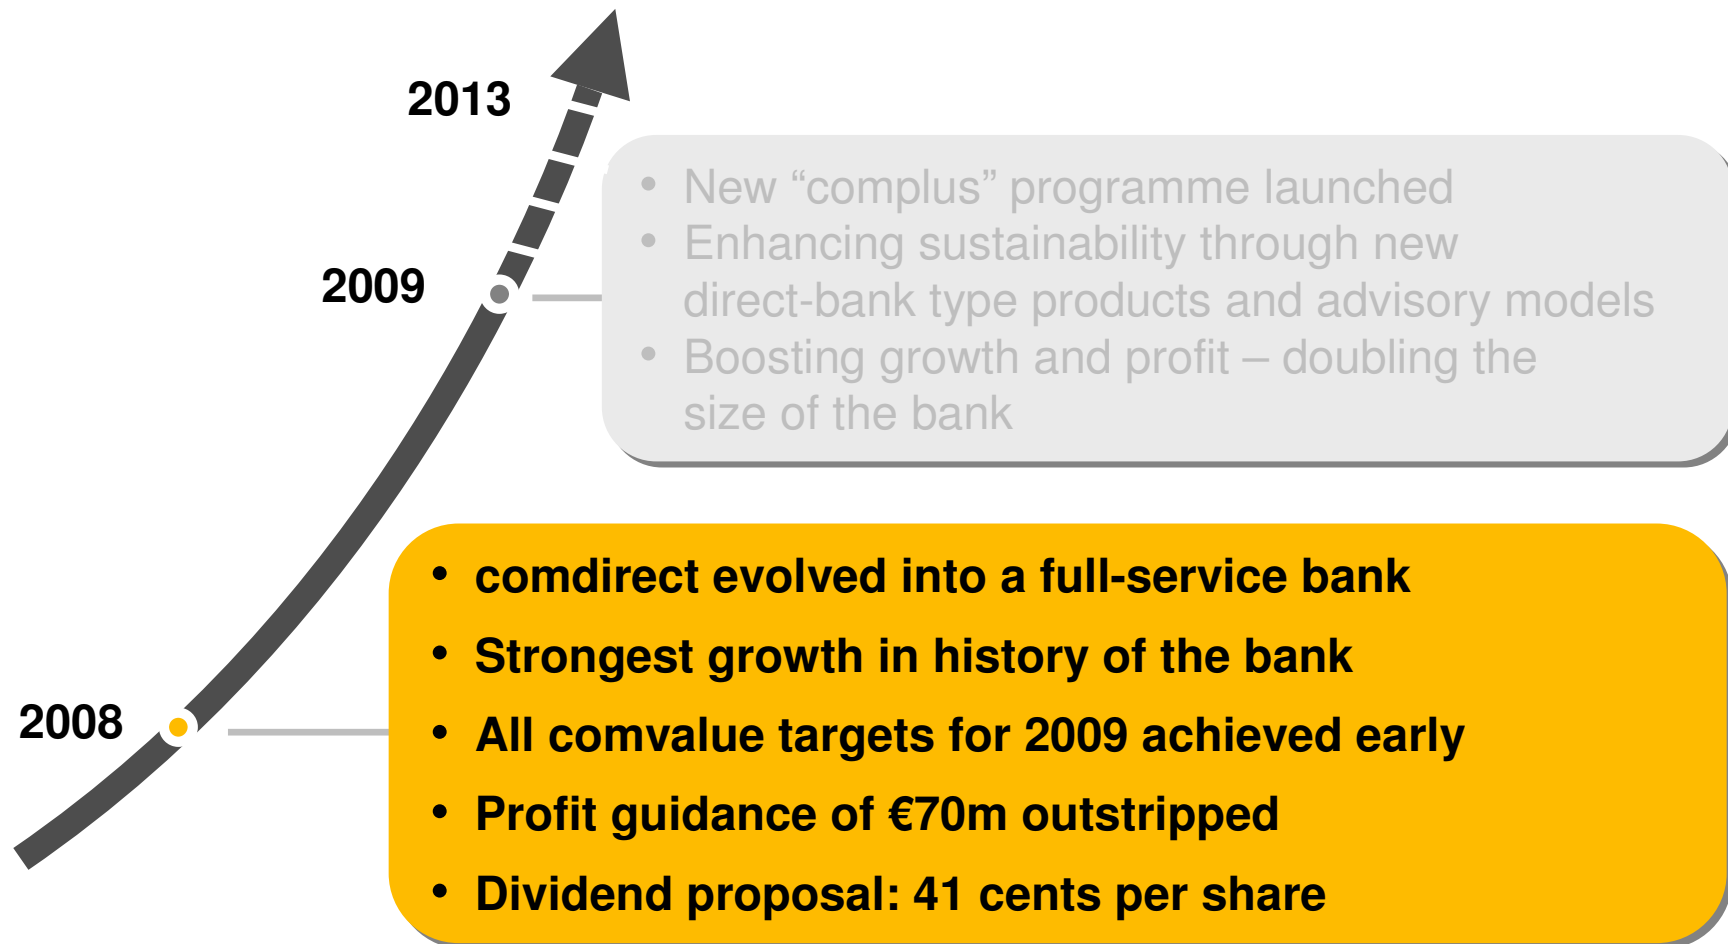 2013
• New “complus” programme launched
• Enhancing sustainability through new
direct-bank type products and advisory models
• Boosting growth and profit – doubling the
size of the bank
2009
• comdirect evolved into a full-service bank
• Strongest growth in history of the bank
• All comvalue targets for 2009 achieved early
• Profit guidance of €70m outstripped
• Dividend proposal: 41 cents per share
2008